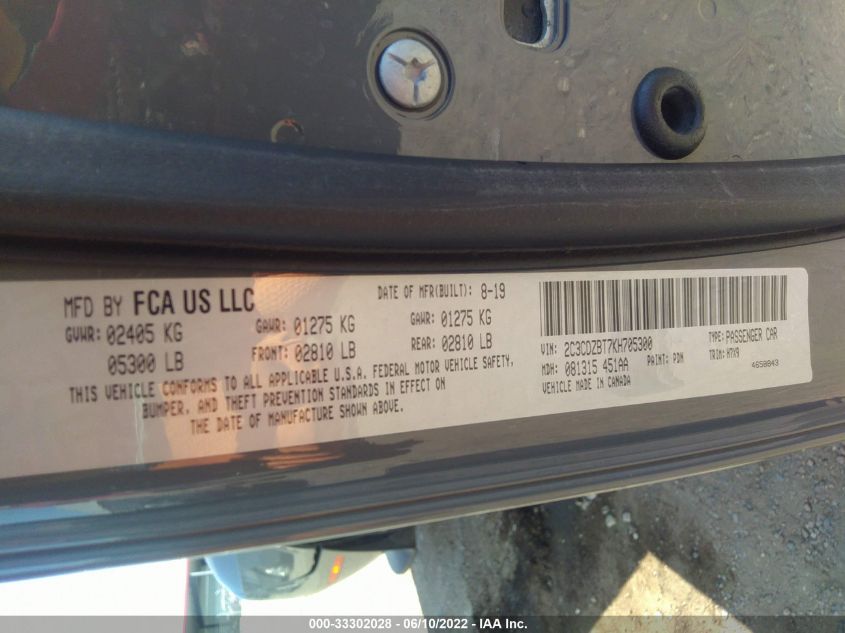 MFD BY FCA US LLC
DATE OF MFR(BUILT): 8-19
GVWR: 02405 KG
05300 LB
GAWR: 01275 KG
FRONT: 02810 LB
GAWR: 01275 KG
REAR: 02810 LB
THIS VEHICLE CONFORMS TO ALL APPLICABLE U.S.A. FEDERAL MOTOR VEHICLE SAFETY,
BUMPER, AND THEFT PREVENTION STANDARDS IN EFFECT ON
THE DATE OF MANUFACTURE SHOWN ABOVE.
VIN: 2C3CDZBT7KH705300
TYPE: PASSENGER CAR
MDH: 081315 451AA
PAINT: PDN
TRIM: H7X9
VEHICLE MADE IN CANADA
4650843
000-33302028 - 06/10/2022 - IAA Inc.